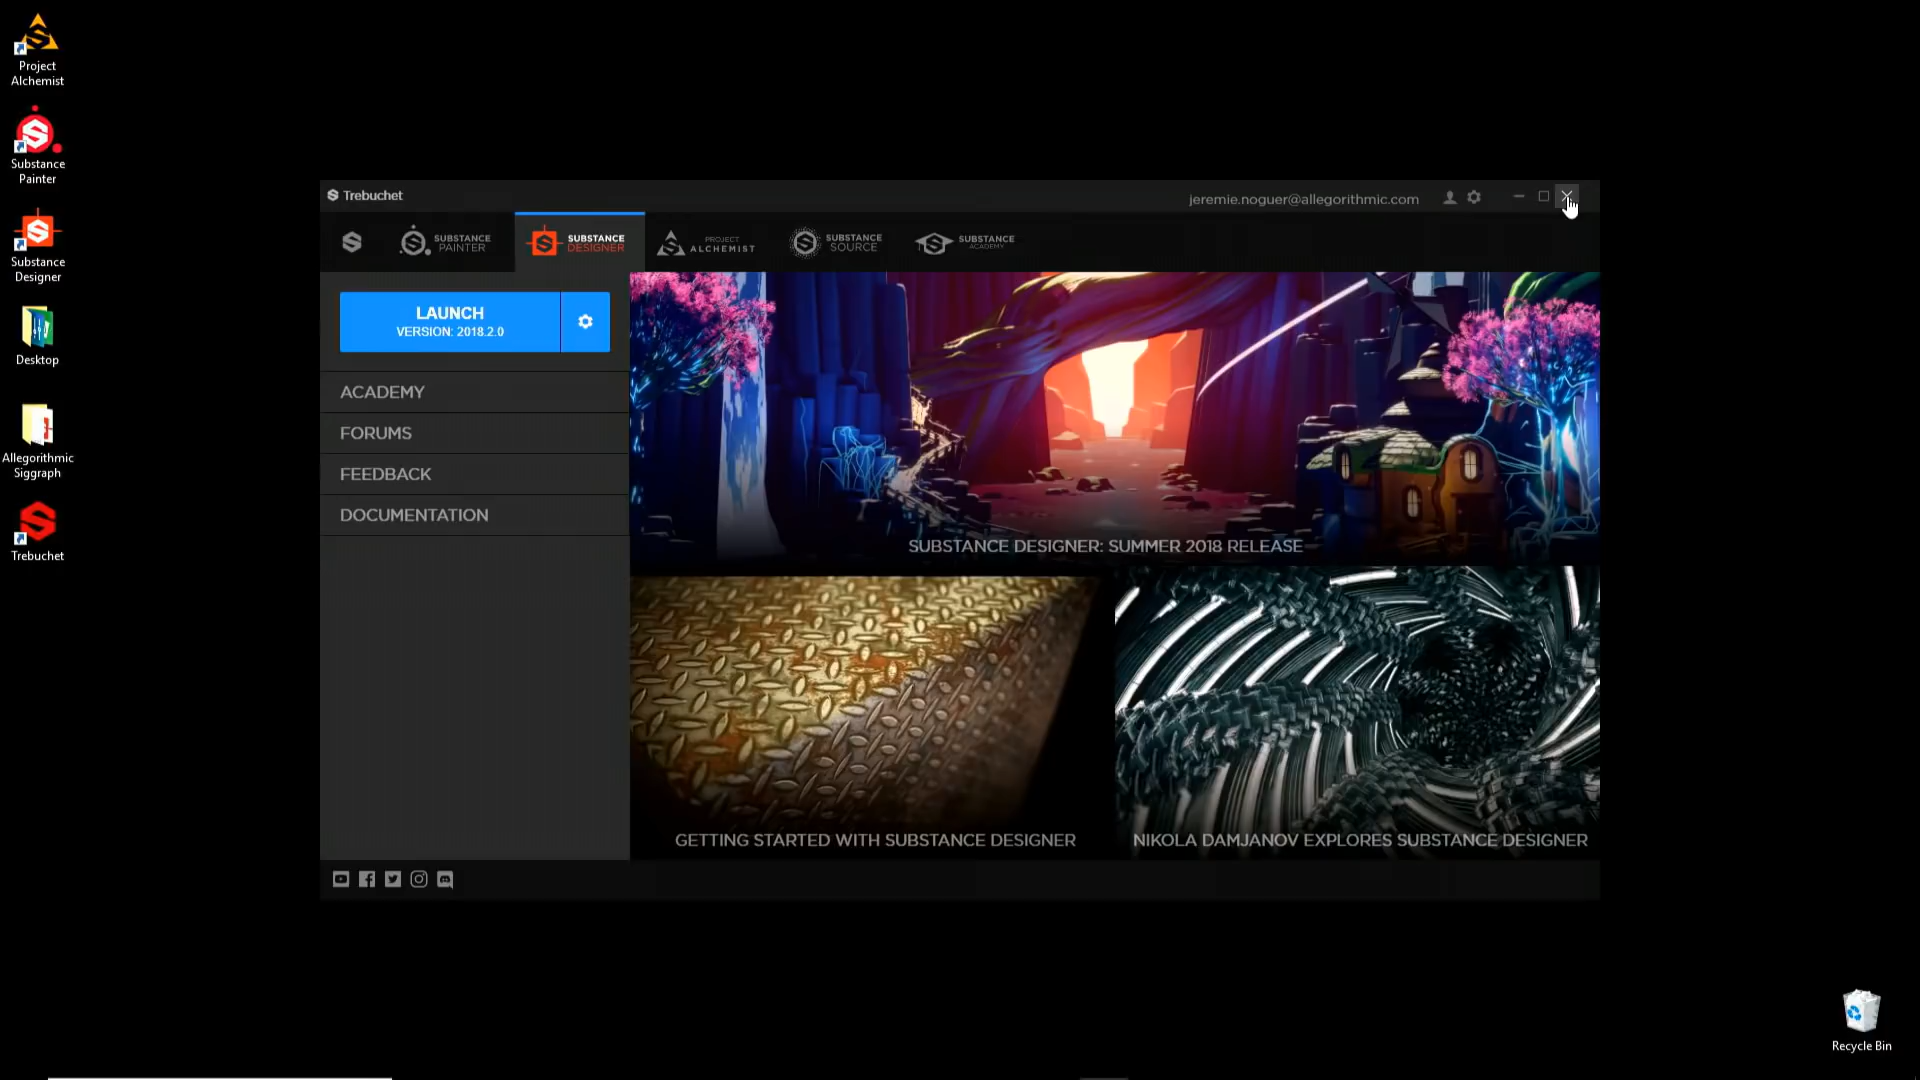 Project
Alchemist
Substance
Painter
Substance
Designer
Desktop
Allegorithmic
Siggraph
Trebuchet
Trebuchet
jeremie.noguer@allegorithmic.com
SUBSTANCE
PAINTER
SUBSTANCE
DESIGNER
PROJECT
ALCHEMIST
SUBSTANCE
SOURCE
SUBSTANCE
ACADEMY
LAUNCH
VERSION: 2018.2.0
ACADEMY
FORUMS
FEEDBACK
DOCUMENTATION
SUBSTANCE DESIGNER: SUMMER 2018 RELEASE
GETTING STARTED WITH SUBSTANCE DESIGNER
NIKOLA DAMJANOV EXPLORES SUBSTANCE DESIGNER
Recycle Bin